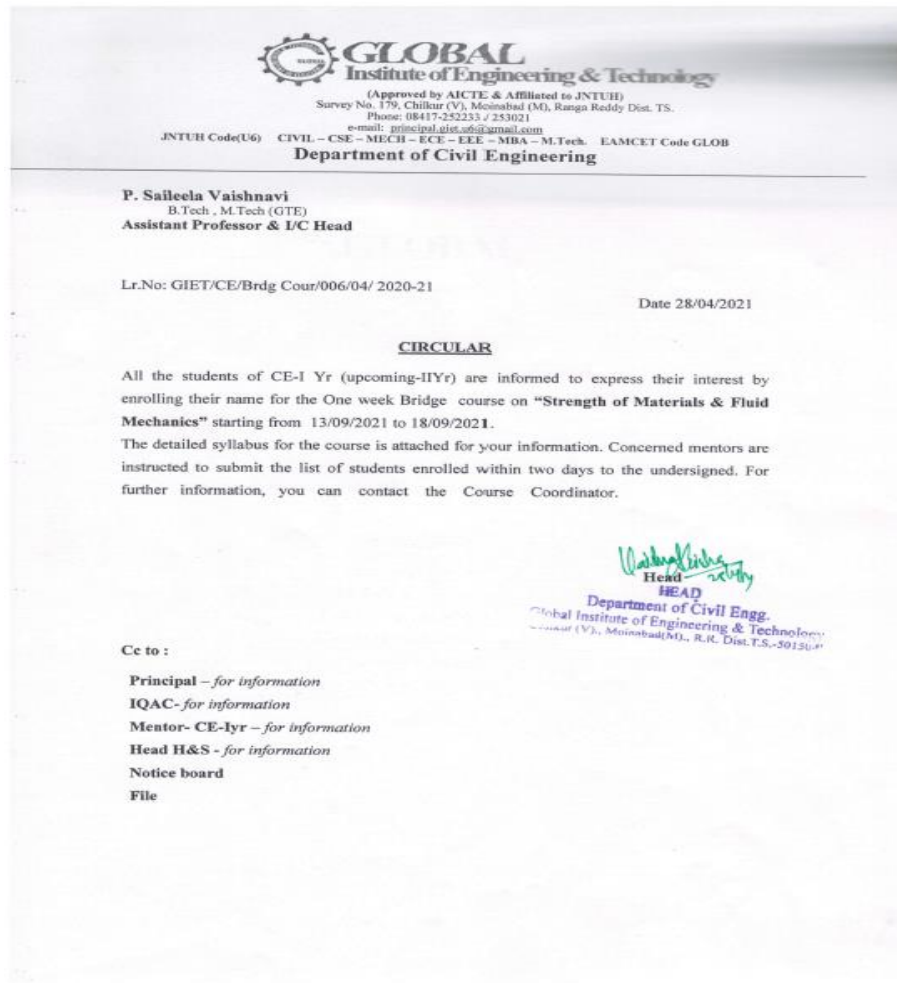 GLOBAL
GLOBAL
Institute of Engineering & Technology
(Approved by AICTE & Affiliated to JNTUH)
Survey No. 179, Chilkur (V), Moinabad (M), Ranga Reddy Dist. TS.
Phone: 08417-252233 / 253021
e-mail: principal.giet.u6@gmail.com
JNTUH Code(U6) CIVIL – CSE – MECH – ECE – EEE – MBA – M.Tech. EAMCET Code GLOB
Department of Civil Engineering
P. Saileela Vaishnavi
B.Tech , M.Tech (GTE)
Assistant Professor & I/C Head
Lr.No: GIET/CE/Brdg Cour/006/04/ 2020-21
Date 28/04/2021
CIRCULAR
All the students of CE-I Yr (upcoming-IIYr) are informed to express their interest by
enrolling their name for the One week Bridge course on “Strength of Materials & Fluid
Mechanics” starting from 13/09/2021 to 18/09/2021.
The detailed syllabus for the course is attached for your information. Concerned mentors are
instructed to submit the list of students enrolled within two days to the undersigned. For
further information, you can contact the Course Coordinator.
Head
HEAD
Department of Civil Engg.
Global Institute of Engineering & Technology
(V)., Moinabad(M)., R.R. Dist.T.S.
Cc to :
Principal – for information
IQAC- for information
Mentor- CE-Iyr – for information
Head H&S - for information
Notice board
File